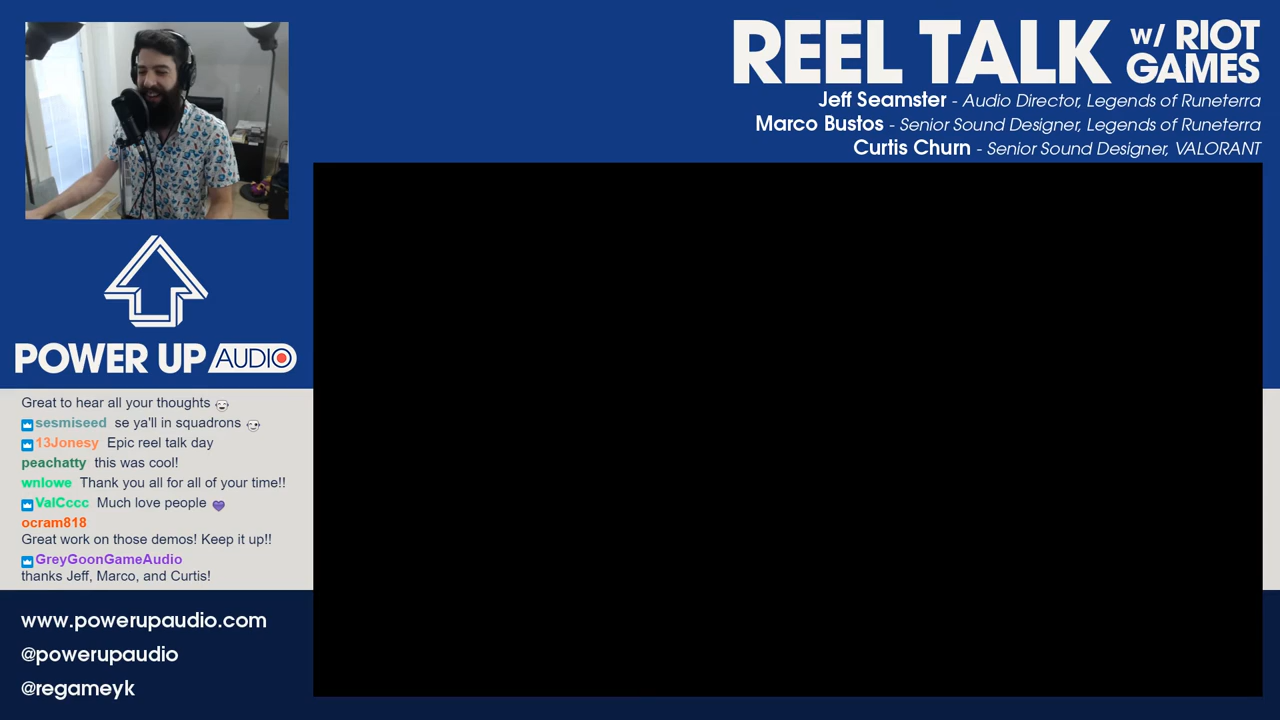 REEL TALK w/ RIOT GAMES
Jeff Seamster - Audio Director, Legends of Runeterra
Marco Bustos - Senior Sound Designer, Legends of Runeterra
Curtis Churn - Senior Sound Designer, VALORANT
POWER UP AUDIO
Great to hear all your thoughts
sesmiseed se ya'll in squadrons
13Jonesy Epic reel talk day
peachatty this was cool!
wnlowe Thank you all for all of your time!!
ValCccc Much love people
ocram818
Great work on those demos! Keep it up!!
GreyGoonGameAudio
thanks Jeff, Marco, and Curtis!
www.powerupaudio.com
@powerupaudio
@regameyk